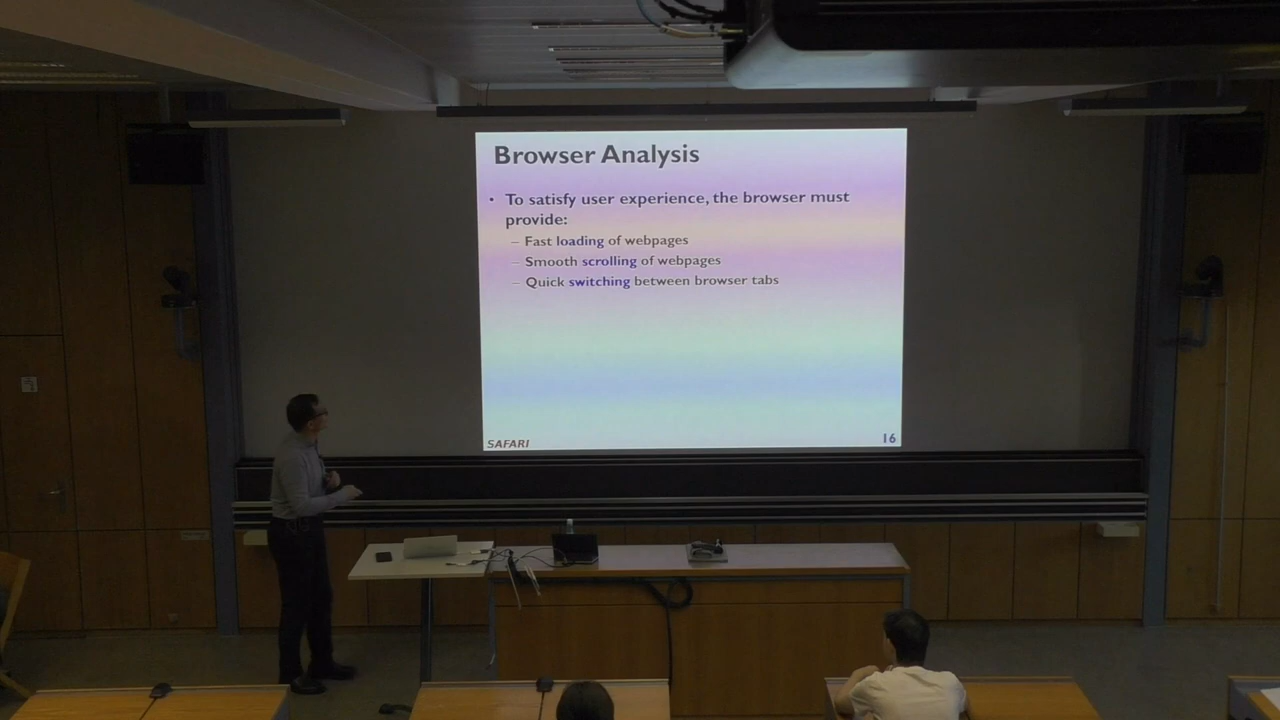 Browser Analysis
• To satisfy user experience, the browser must
provide:
– Fast loading of webpages
– Smooth scrolling of webpages
– Quick switching between browser tabs
SAFARI
16